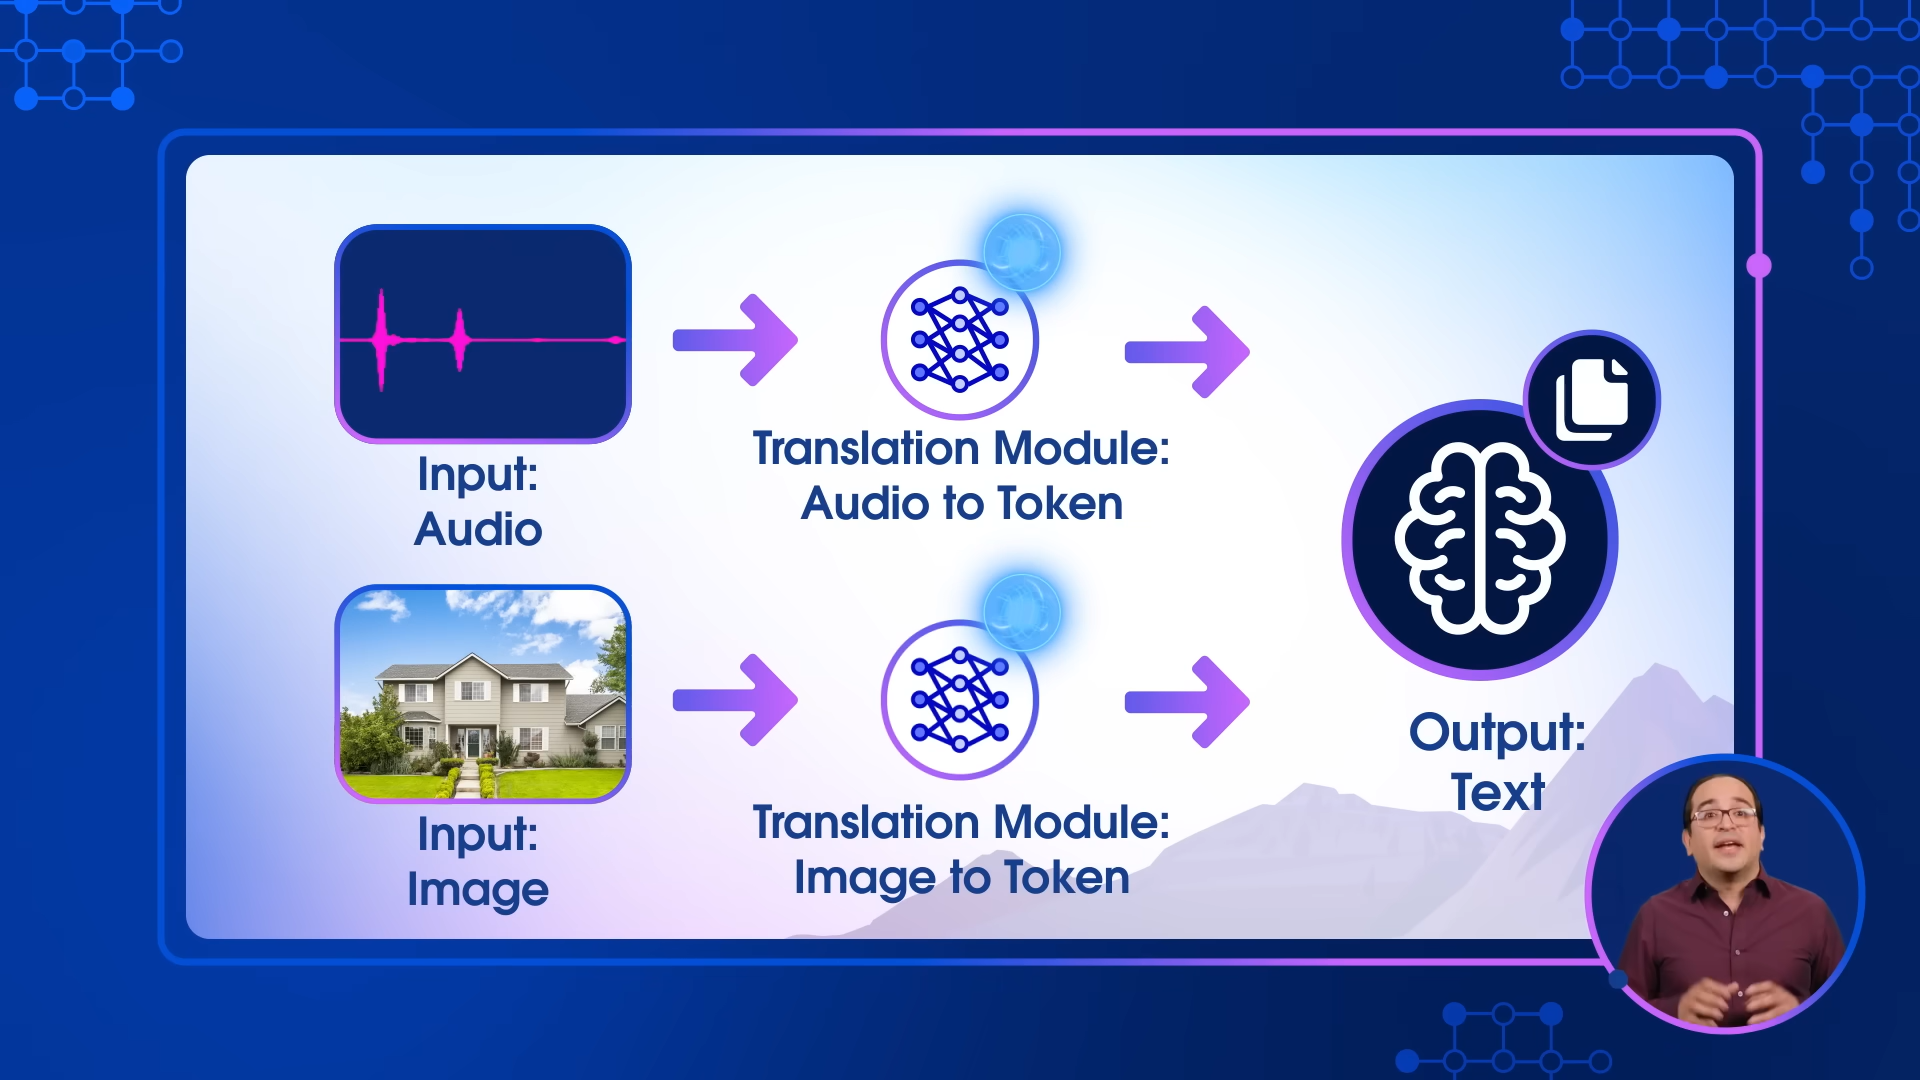 Input:
Audio
Translation Module:
Audio to Token
Input:
Image
Translation Module:
Image to Token
Output:
Text